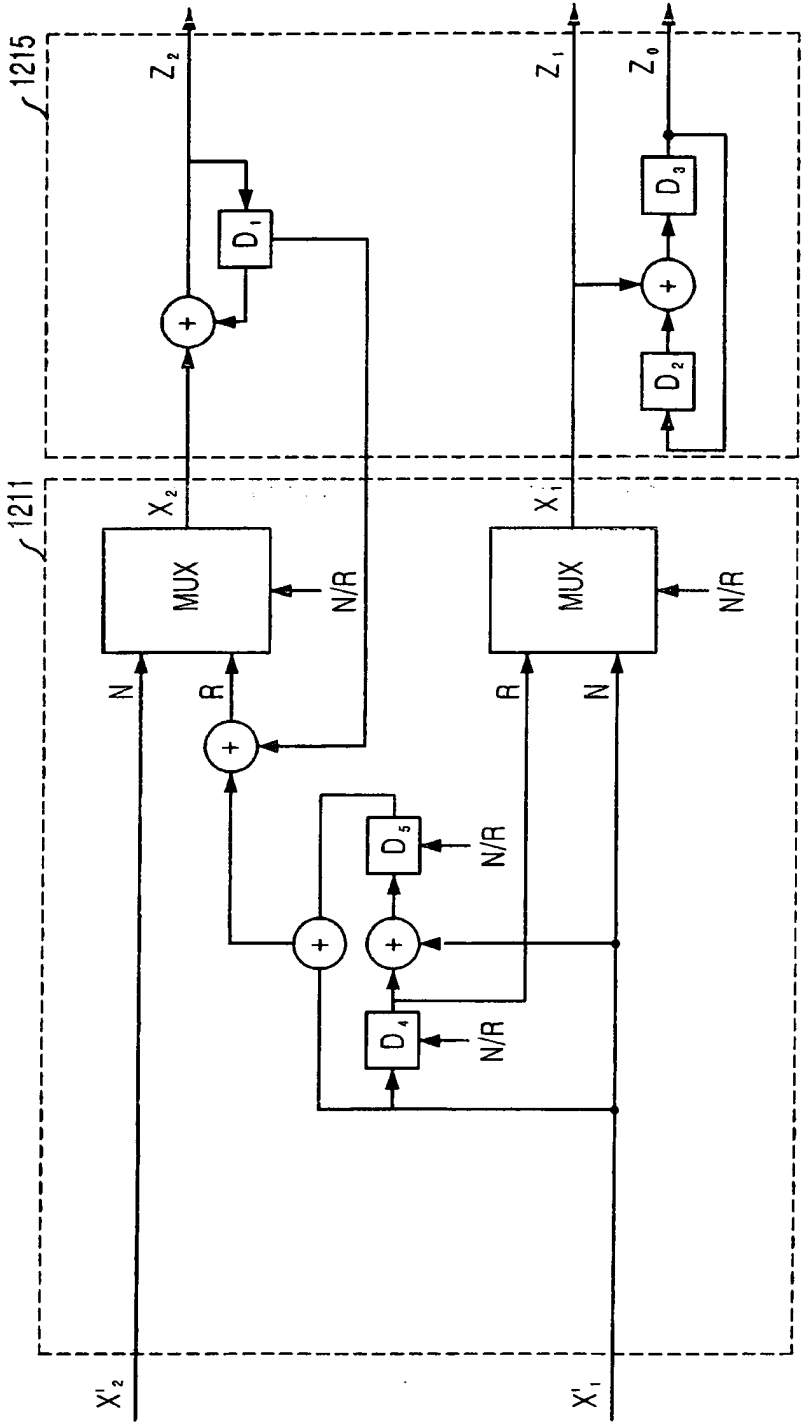 1211
1215
X'₂
N
R
MUX
N/R
X₂
+
+
D₁
Z₂
+
D₄
N/R
+
D₅
N/R
X'₁
R
N
MUX
N/R
X₁
Z₁
D₂
+
D₃
Z₀